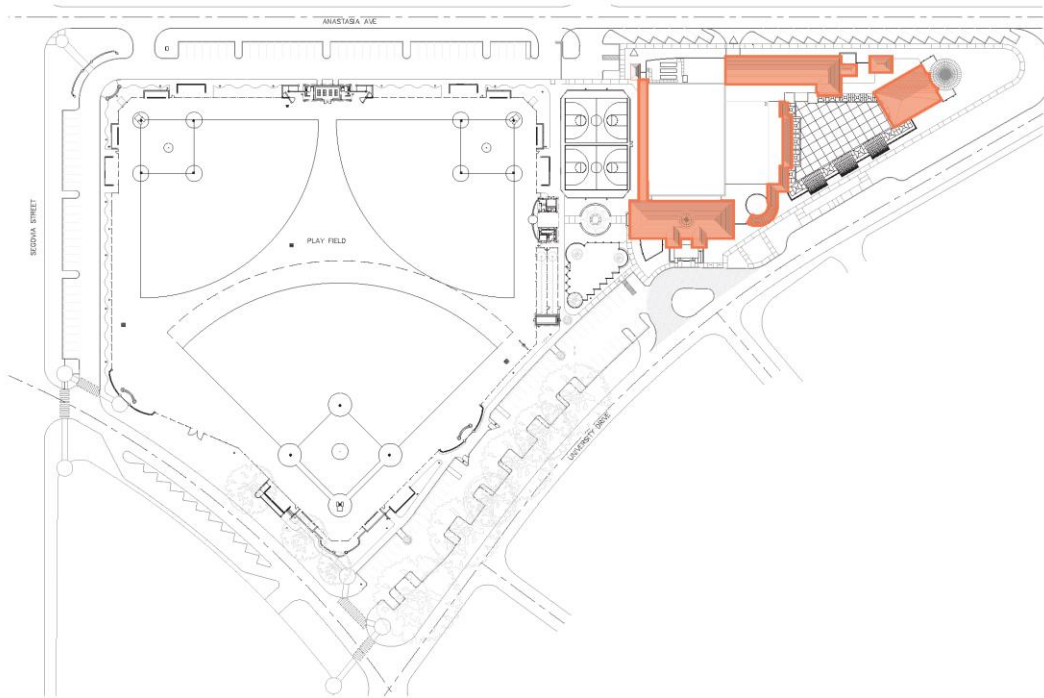 ANASTASIA AVE
SEGOVIA STREET
PLAY FIELD
UNIVERSITY DRIVE